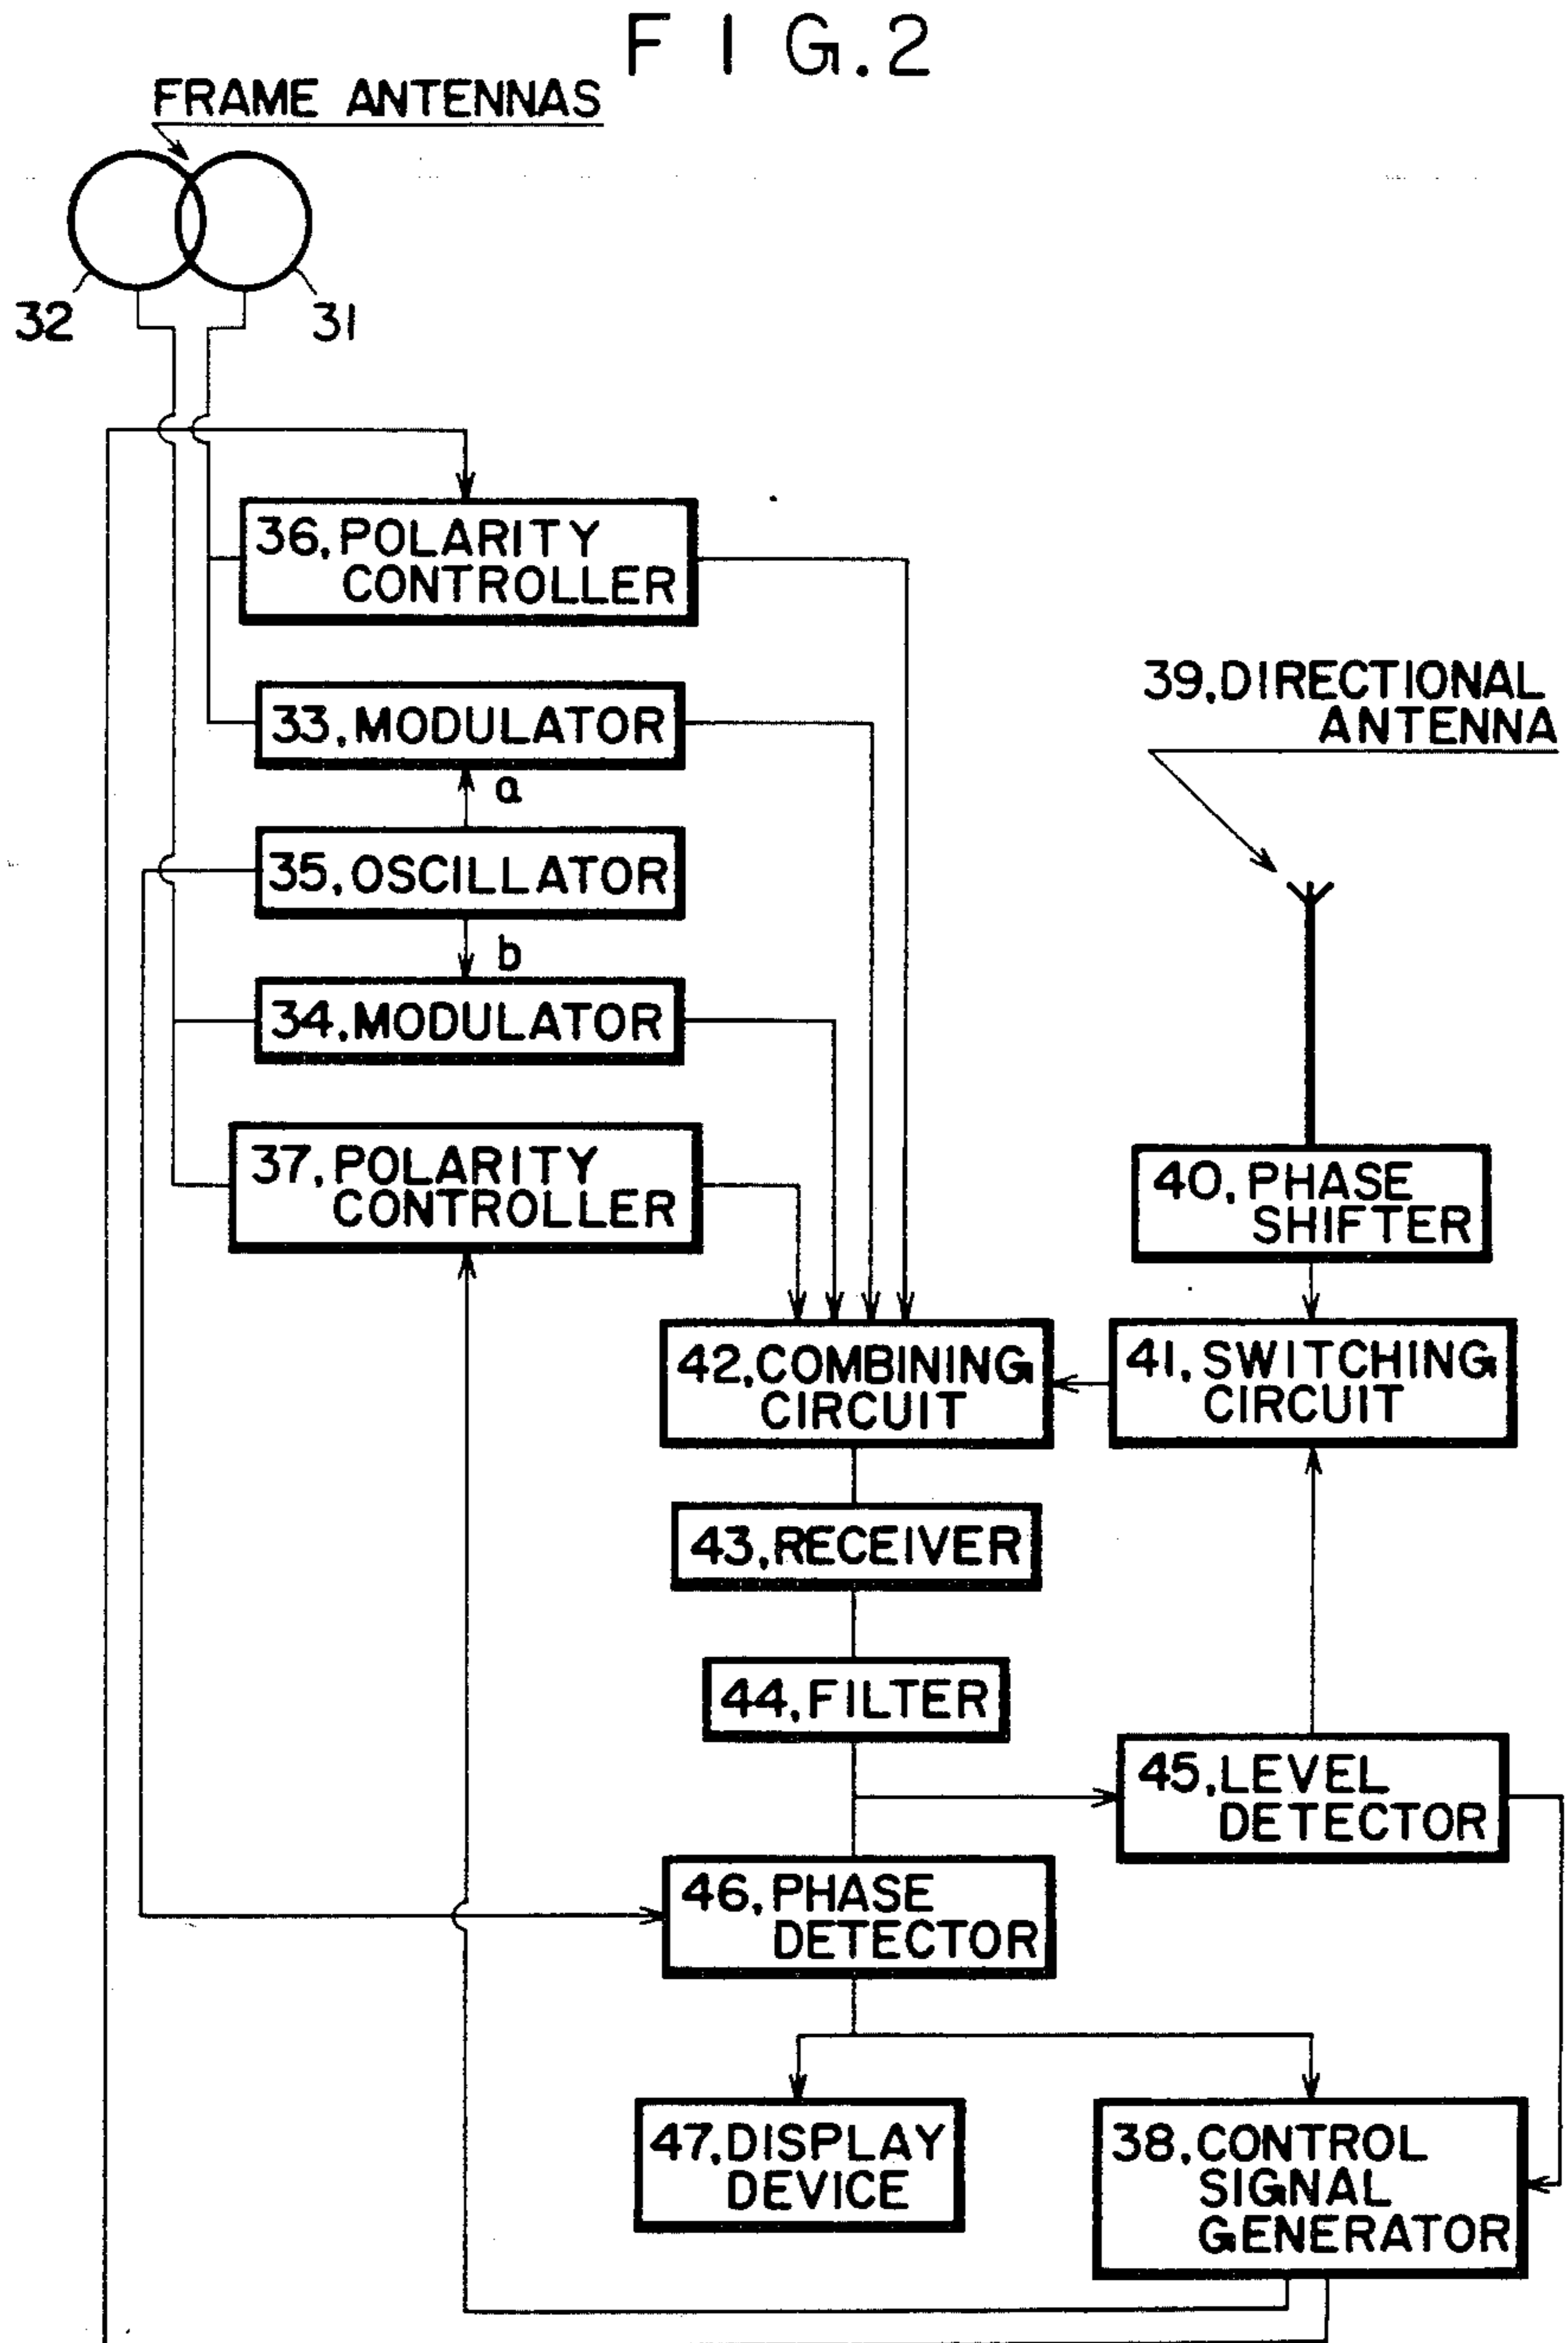 FIG.2
FRAME ANTENNAS
32
31
36, POLARITY
CONTROLLER
33, MODULATOR
a
35, OSCILLATOR
b
34, MODULATOR
37, POLARITY
CONTROLLER
39, DIRECTIONAL
ANTENNA
40, PHASE
SHIFTER
42, COMBINING
CIRCUIT
41, SWITCHING
CIRCUIT
43, RECEIVER
44, FILTER
45, LEVEL
DETECTOR
46, PHASE
DETECTOR
47, DISPLAY
DEVICE
38, CONTROL
SIGNAL
GENERATOR